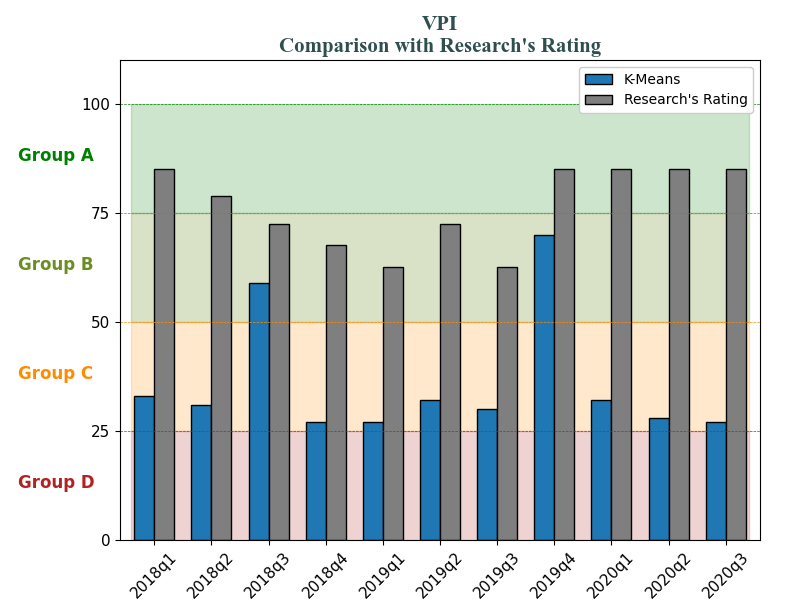 VPI
Comparison with Research's Rating
K-Means
Research's Rating
100
Group A
75
Group B
50
Group C
25
Group D
0
2018q1
2018q2
2018q3
2018q4
2019q1
2019q2
2019q3
2019q4
2020q1
2020q2
2020q3